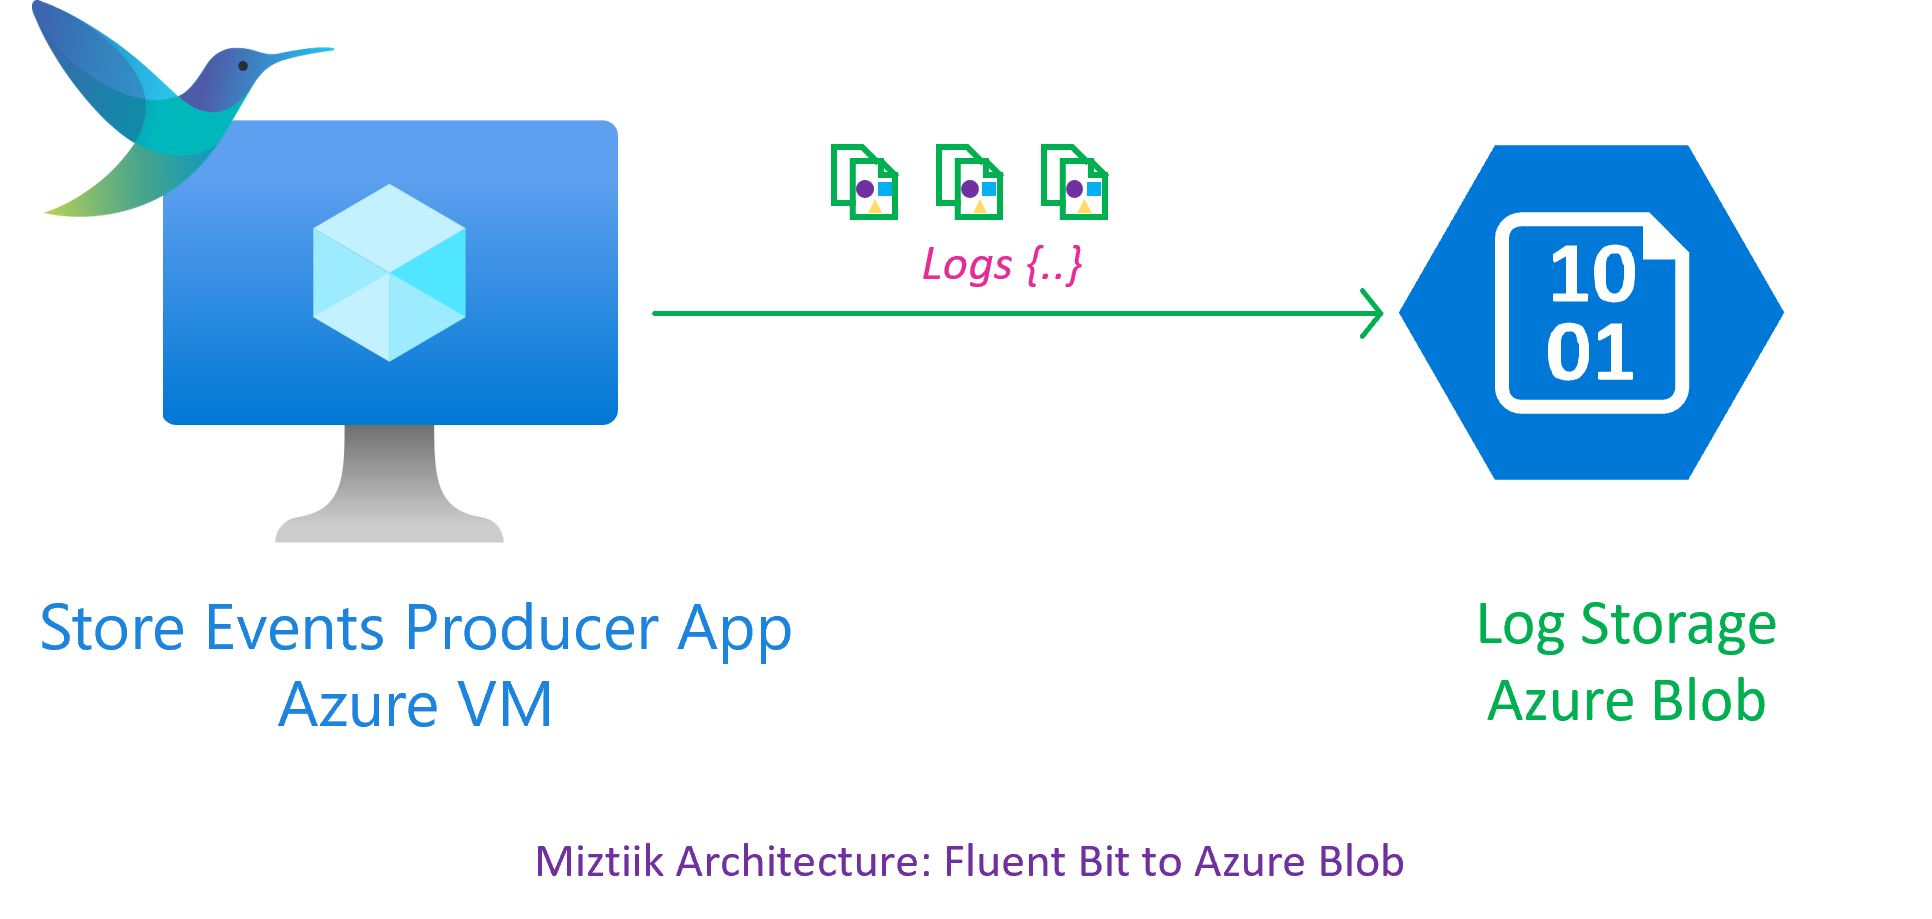 Logs {..}
10
01
Store Events Producer App
Azure VM
Log Storage
Azure Blob
Miztiik Architecture: Fluent Bit to Azure Blob